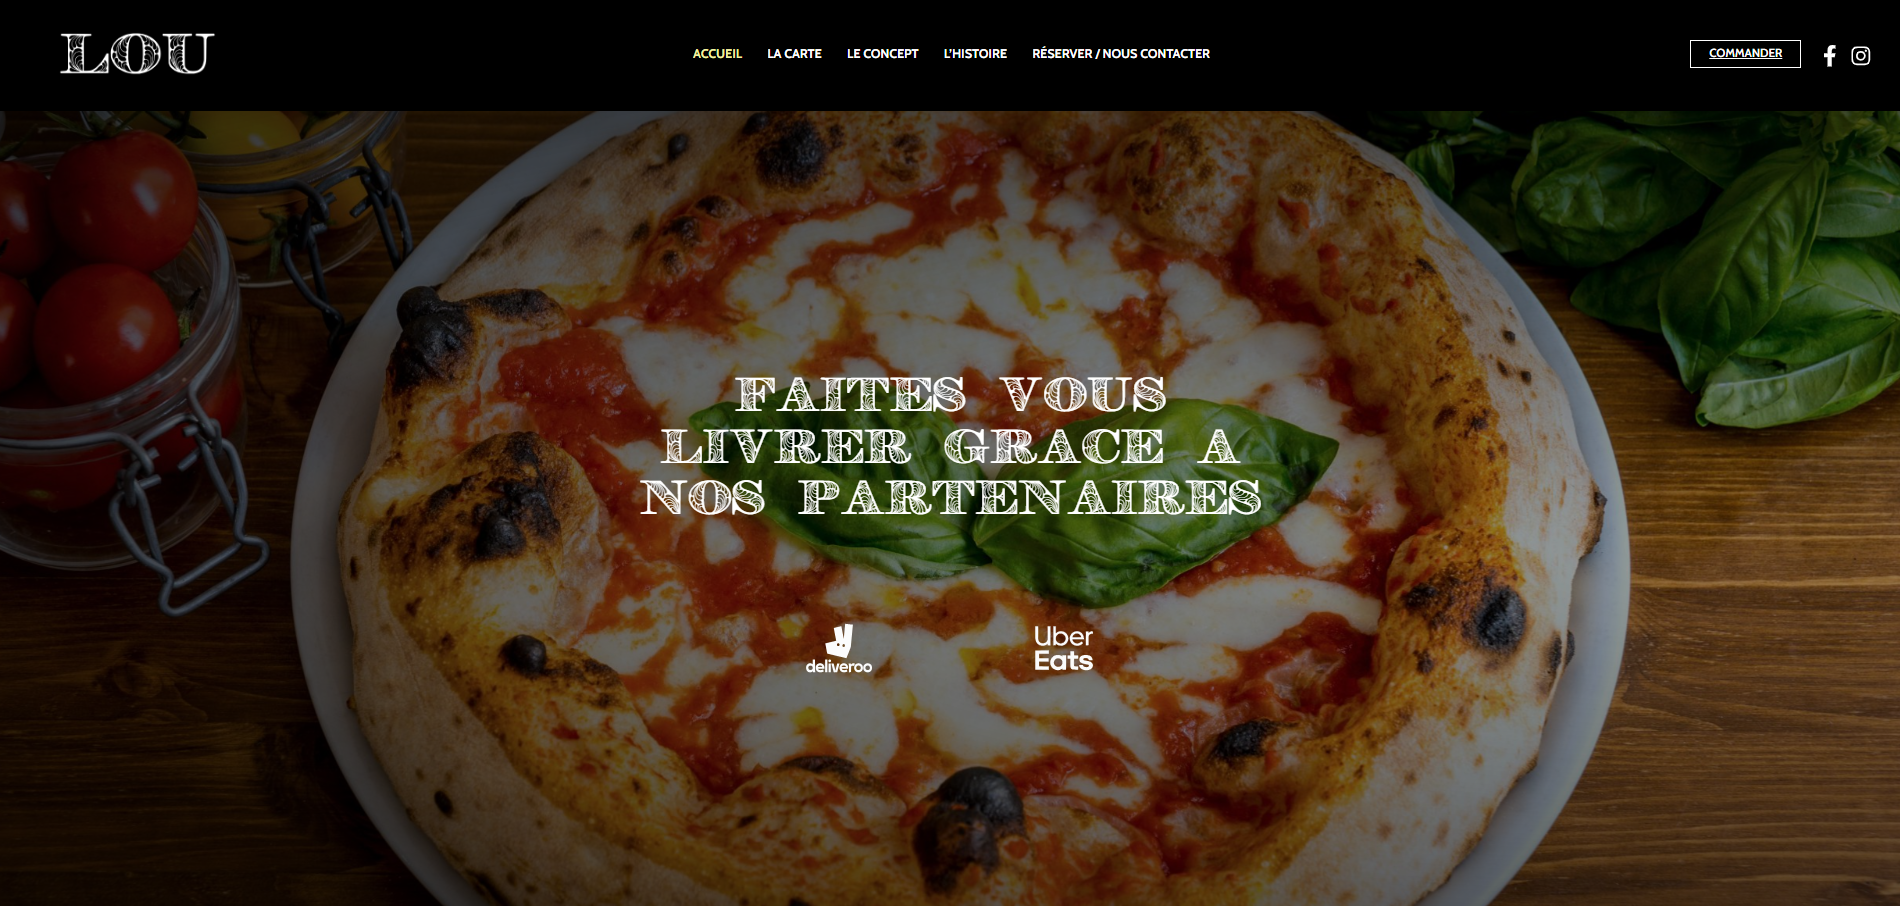 LOU
ACCUEIL LA CARTE LE CONCEPT L'HISTOIRE RÉSERVER / NOUS CONTACTER
COMMANDER
FAITES VOUS
LIVRER GRACE A
NOS PARTENAIRES
deliveroo
Uber
Eats